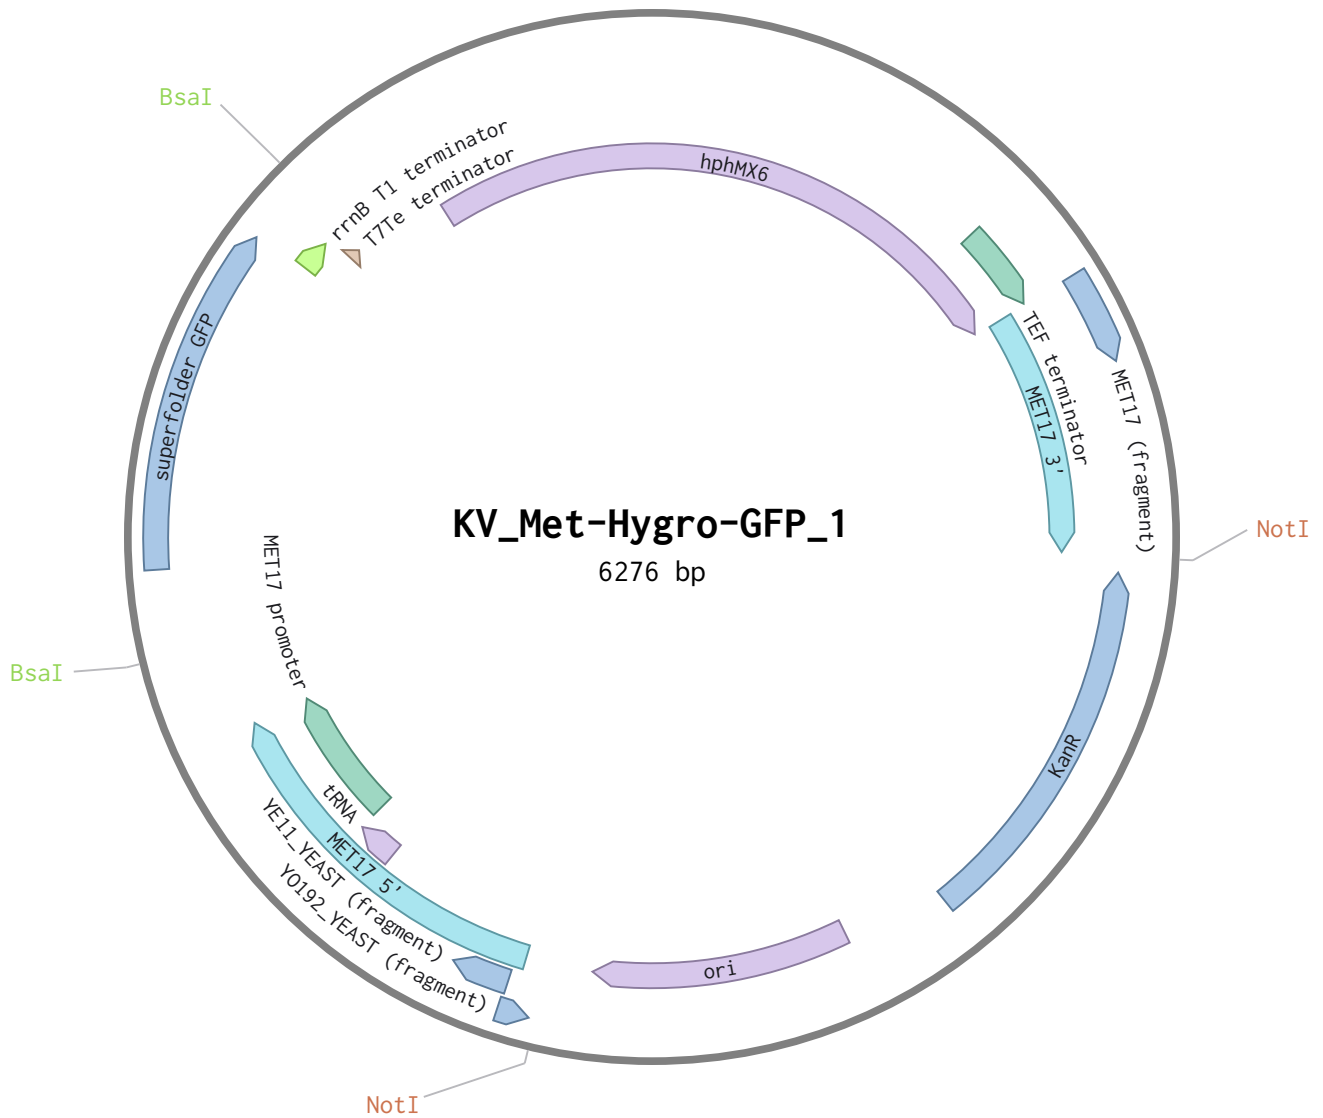 BsaI
rrnB T1 terminator
T7Te terminator
hphMX6
superfolder GFP
TEF terminator
MET17 3'
MET17 (fragment)
KV_Met-Hygro-GFP_1
6276 bp
NotI
MET17 promoter
BsaI
KanR
tRNA
MET17 5'
YE11_YEAST (fragment)
YO192_YEAST (fragment)
ori
NotI